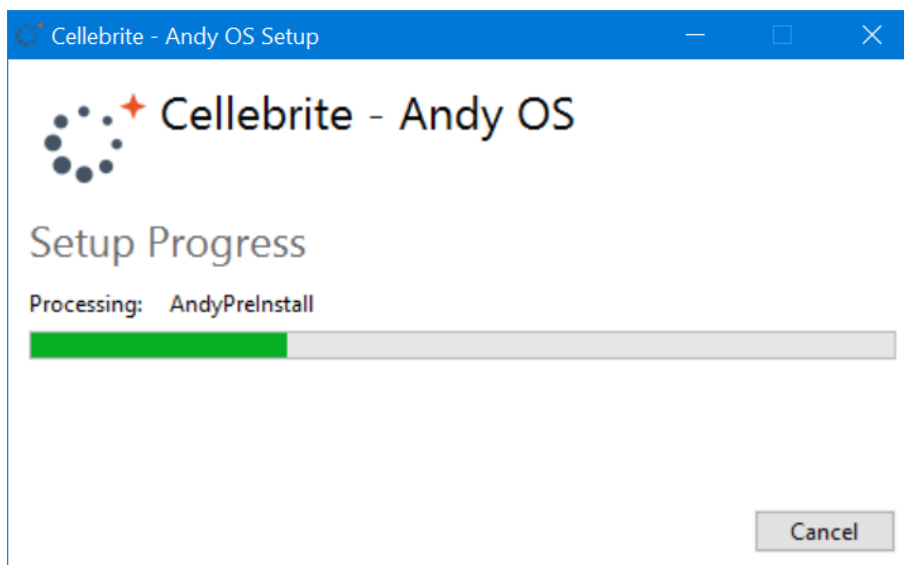 Cellebrite - Andy OS Setup
Cellebrite - Andy OS
Setup Progress
Processing: AndyPreInstall
Cancel